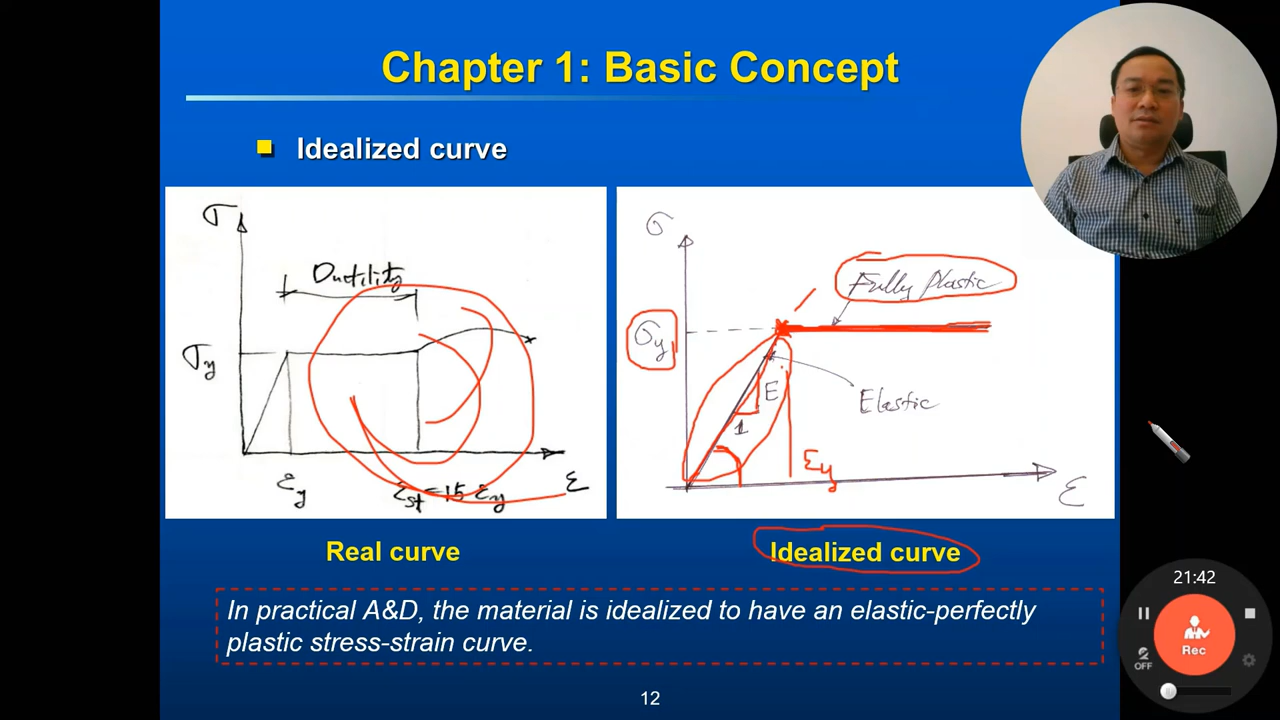 Chapter 1: Basic Concept
Idealized curve
σ
Ductility
σy
εy
εst = 15 εy
ε
σ
Fully Plastic
σy
E
1
Elastic
εy
ε
Real curve
Idealized curve
In practical A&D, the material is idealized to have an elastic-perfectly
plastic stress-strain curve.
12
21:42
Rec
OFF